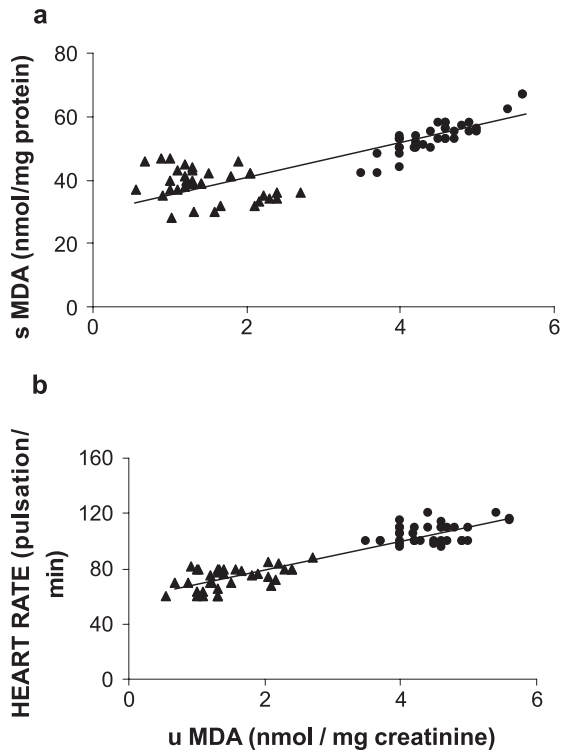 a
s MDA (nmol/mg protein)
80
60
40
20
0
0 2 4 6
b
HEART RATE (pulsation/
min)
160
120
80
40
0
0 2 4 6
u MDA (nmol / mg creatinine)